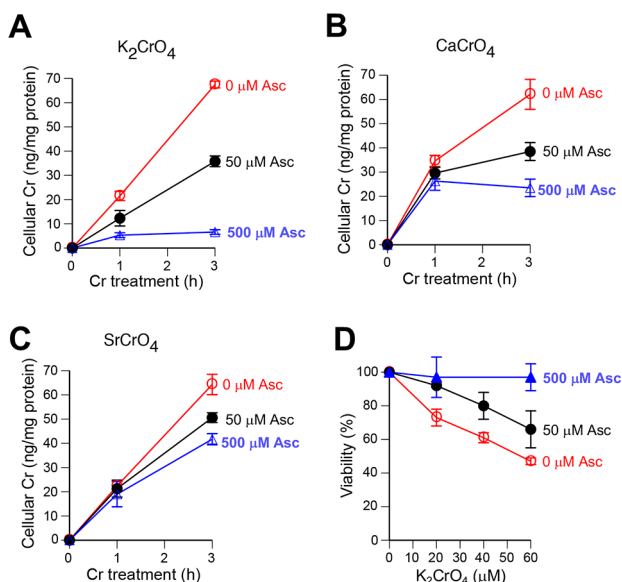 A
K2CrO4
Cellular Cr (ng/mg protein)
70
60
50
40
30
20
10
0
0 µM Asc
50 µM Asc
500 µM Asc
0 1 2 3
Cr treatment (h)
B
CaCrO4
Cellular Cr (ng/mg protein)
70
60
50
40
30
20
10
0
0 µM Asc
50 µM Asc
500 µM Asc
0 1 2 3
Cr treatment (h)
C
SrCrO4
Cellular Cr (ng/mg protein)
70
60
50
40
30
20
10
0
0 µM Asc
50 µM Asc
500 µM Asc
0 1 2 3
Cr treatment (h)
D
Viability (%)
100
80
60
40
20
0
500 µM Asc
50 µM Asc
0 µM Asc
0 10 20 30 40 50 60
K2CrO4 (µM)